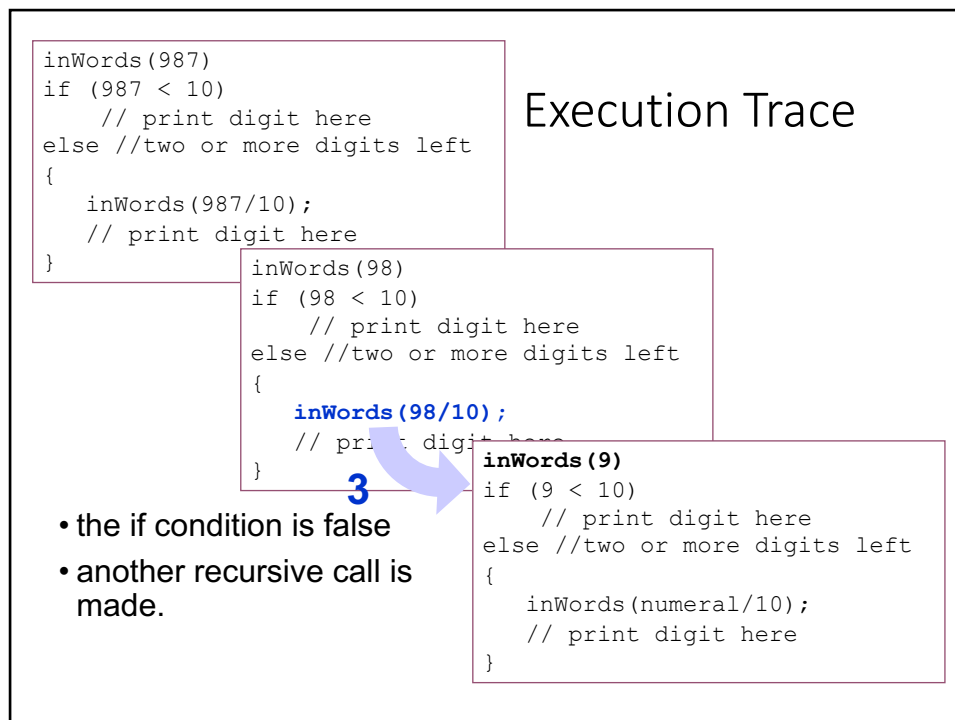 Execution Trace
inWords(987)
if (987 < 10)
    // print digit here
else //two or more digits left
{
   inWords(987/10);
   // print digit here
}
inWords(98)
if (98 < 10)
    // print digit here
else //two or more digits left
{
   inWords(98/10);
   // print digit here
}
3
inWords(9)
if (9 < 10)
    // print digit here
else //two or more digits left
{
   inWords(numeral/10);
   // print digit here
}
• the if condition is false
• another recursive call is
made.